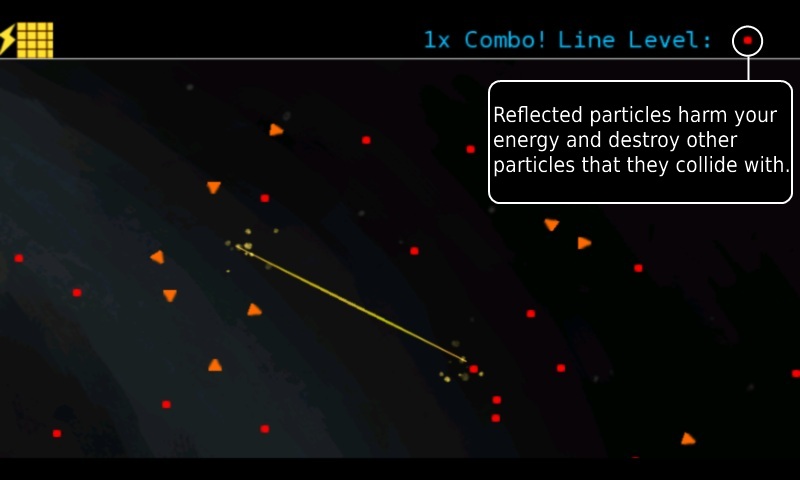 1x Combo! Line Level:
Reflected particles harm your
energy and destroy other
particles that they collide with.